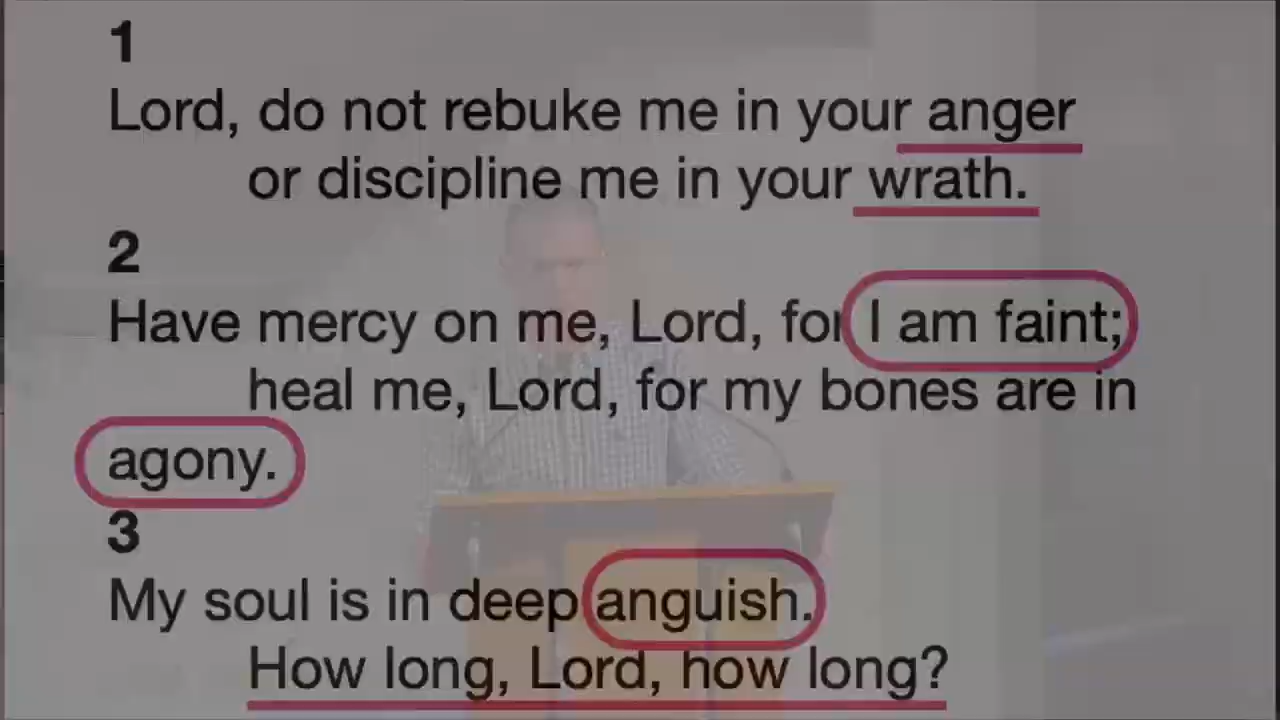 1
Lord, do not rebuke me in your anger
or discipline me in your wrath.
2
Have mercy on me, Lord, for I am faint;
heal me, Lord, for my bones are in
agony.
3
My soul is in deep anguish.
How long, Lord, how long?